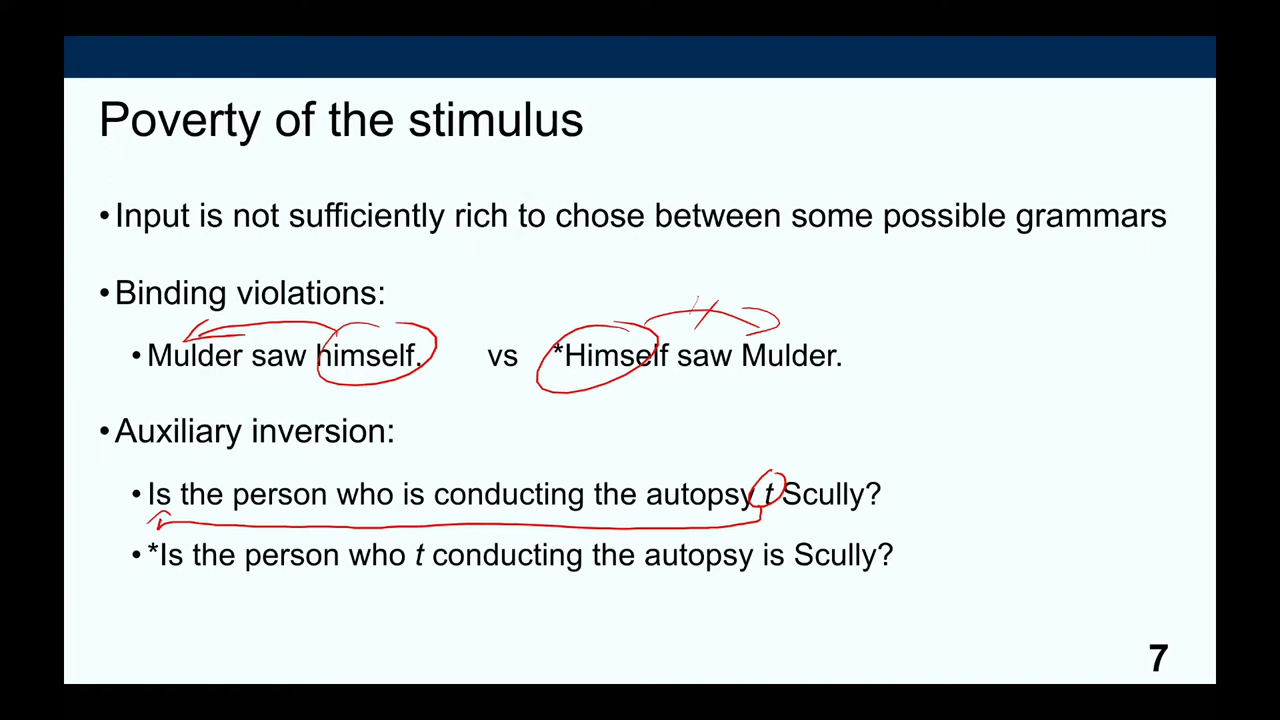 Poverty of the stimulus
•Input is not sufficiently rich to chose between some possible grammars
•Binding violations:
•Mulder saw himself. vs *Himself saw Mulder.
•Auxiliary inversion:
•Is the person who is conducting the autopsy t Scully?
•*Is the person who t conducting the autopsy is Scully?
7